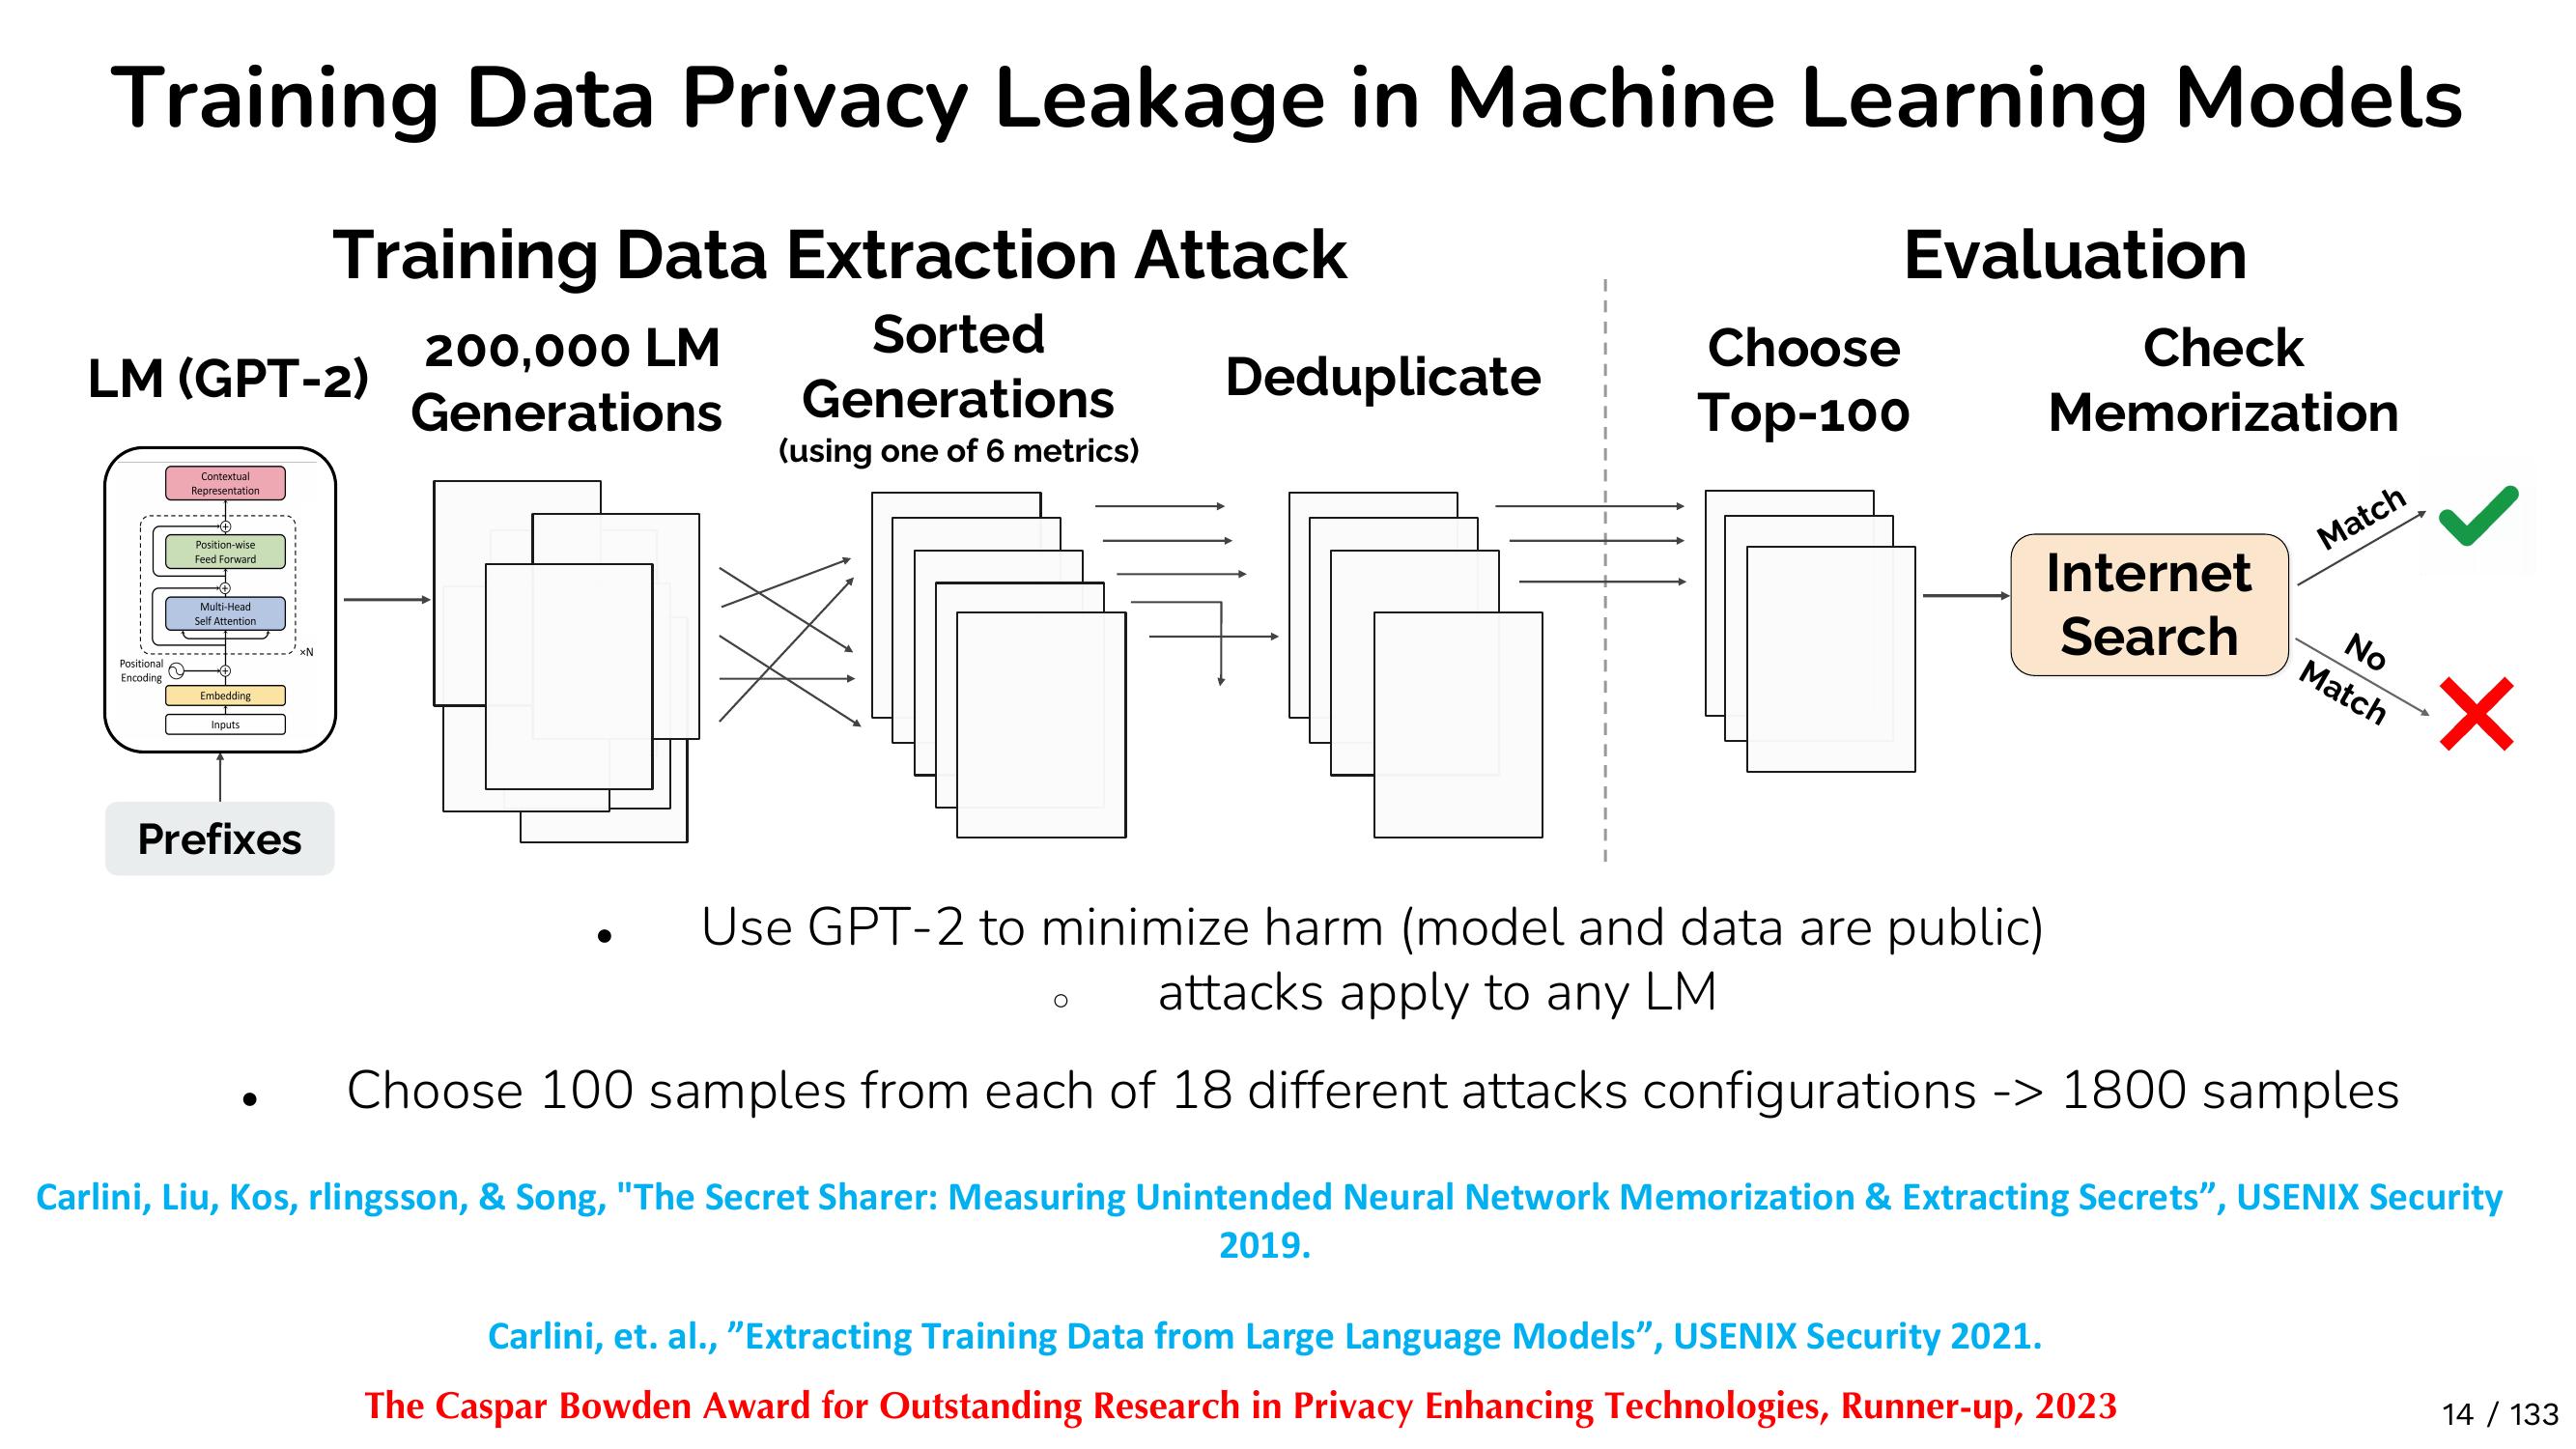 Training Data Privacy Leakage in Machine Learning Models
Training Data Extraction Attack
Evaluation
LM (GPT-2)
200,000 LM
Generations
Sorted
Generations
(using one of 6 metrics)
Deduplicate
Choose
Top-100
Check
Memorization
Contextual
Representation
Position-wise
Feed Forward
Multi-Head
Self Attention
×N
Positional
Encoding
Embedding
Inputs
Prefixes
Internet
Search
Match
No
Match
• Use GPT-2 to minimize harm (model and data are public)
○ attacks apply to any LM
• Choose 100 samples from each of 18 different attacks configurations -> 1800 samples
Carlini, Liu, Kos, rlingsson, & Song, "The Secret Sharer: Measuring Unintended Neural Network Memorization & Extracting Secrets”, USENIX Security
2019.
Carlini, et. al., ”Extracting Training Data from Large Language Models”, USENIX Security 2021.
The Caspar Bowden Award for Outstanding Research in Privacy Enhancing Technologies, Runner-up, 2023
14 / 133